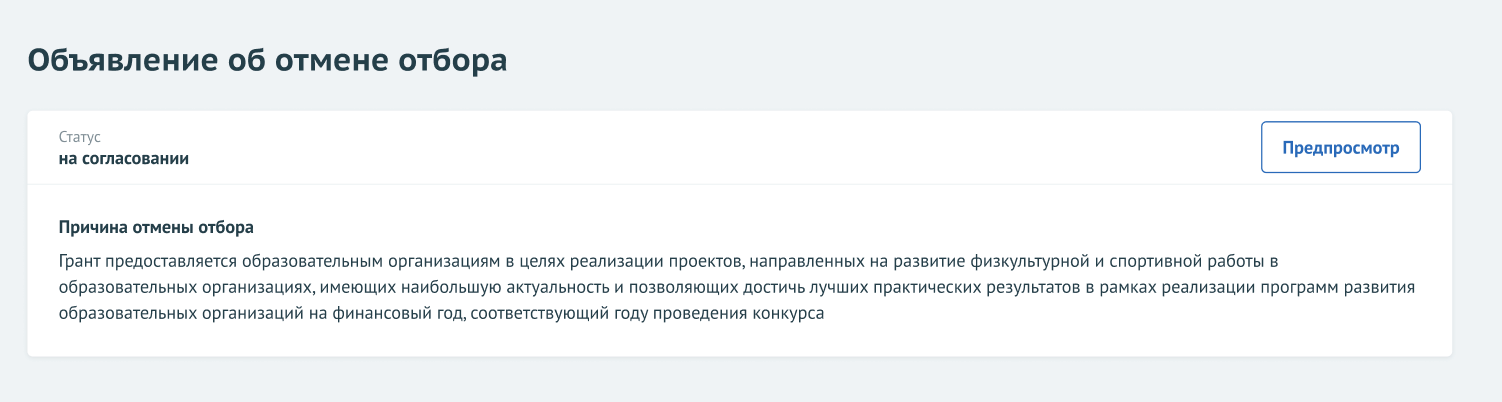 Объявление об отмене отбора
Статус
на согласовании
Предпросмотр
Причина отмены отбора
Грант предоставляется образовательным организациям в целях реализации проектов, направленных на развитие физкультурной и спортивной работы в
образовательных организациях, имеющих наибольшую актуальность и позволяющих достичь лучших практических результатов в рамках реализации программ развития
образовательных организаций на финансовый год, соответствующий году проведения конкурса